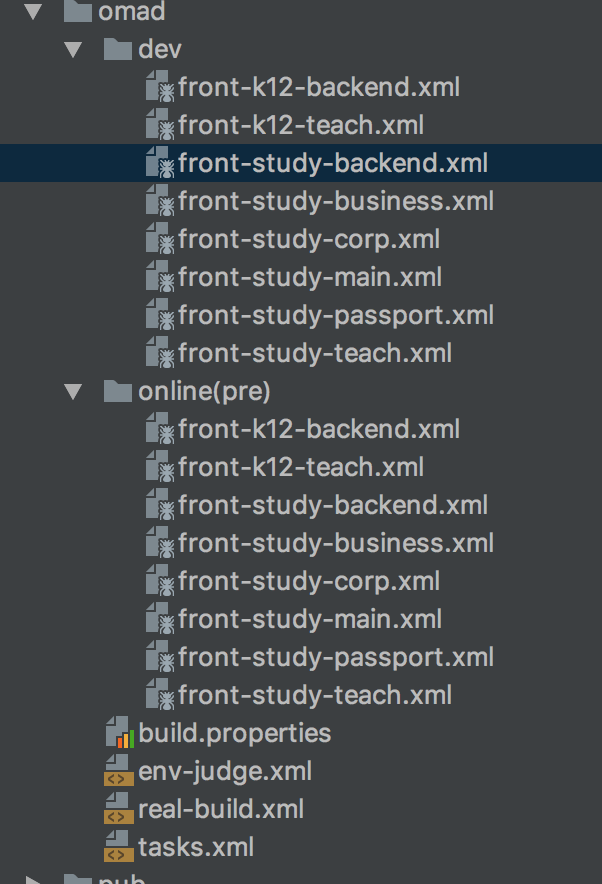 omad
dev
front-k12-backend.xml
front-k12-teach.xml
front-study-backend.xml
front-study-business.xml
front-study-corp.xml
front-study-main.xml
front-study-passport.xml
front-study-teach.xml
online(pre)
front-k12-backend.xml
front-k12-teach.xml
front-study-backend.xml
front-study-business.xml
front-study-corp.xml
front-study-main.xml
front-study-passport.xml
front-study-teach.xml
build.properties
env-judge.xml
real-build.xml
tasks.xml